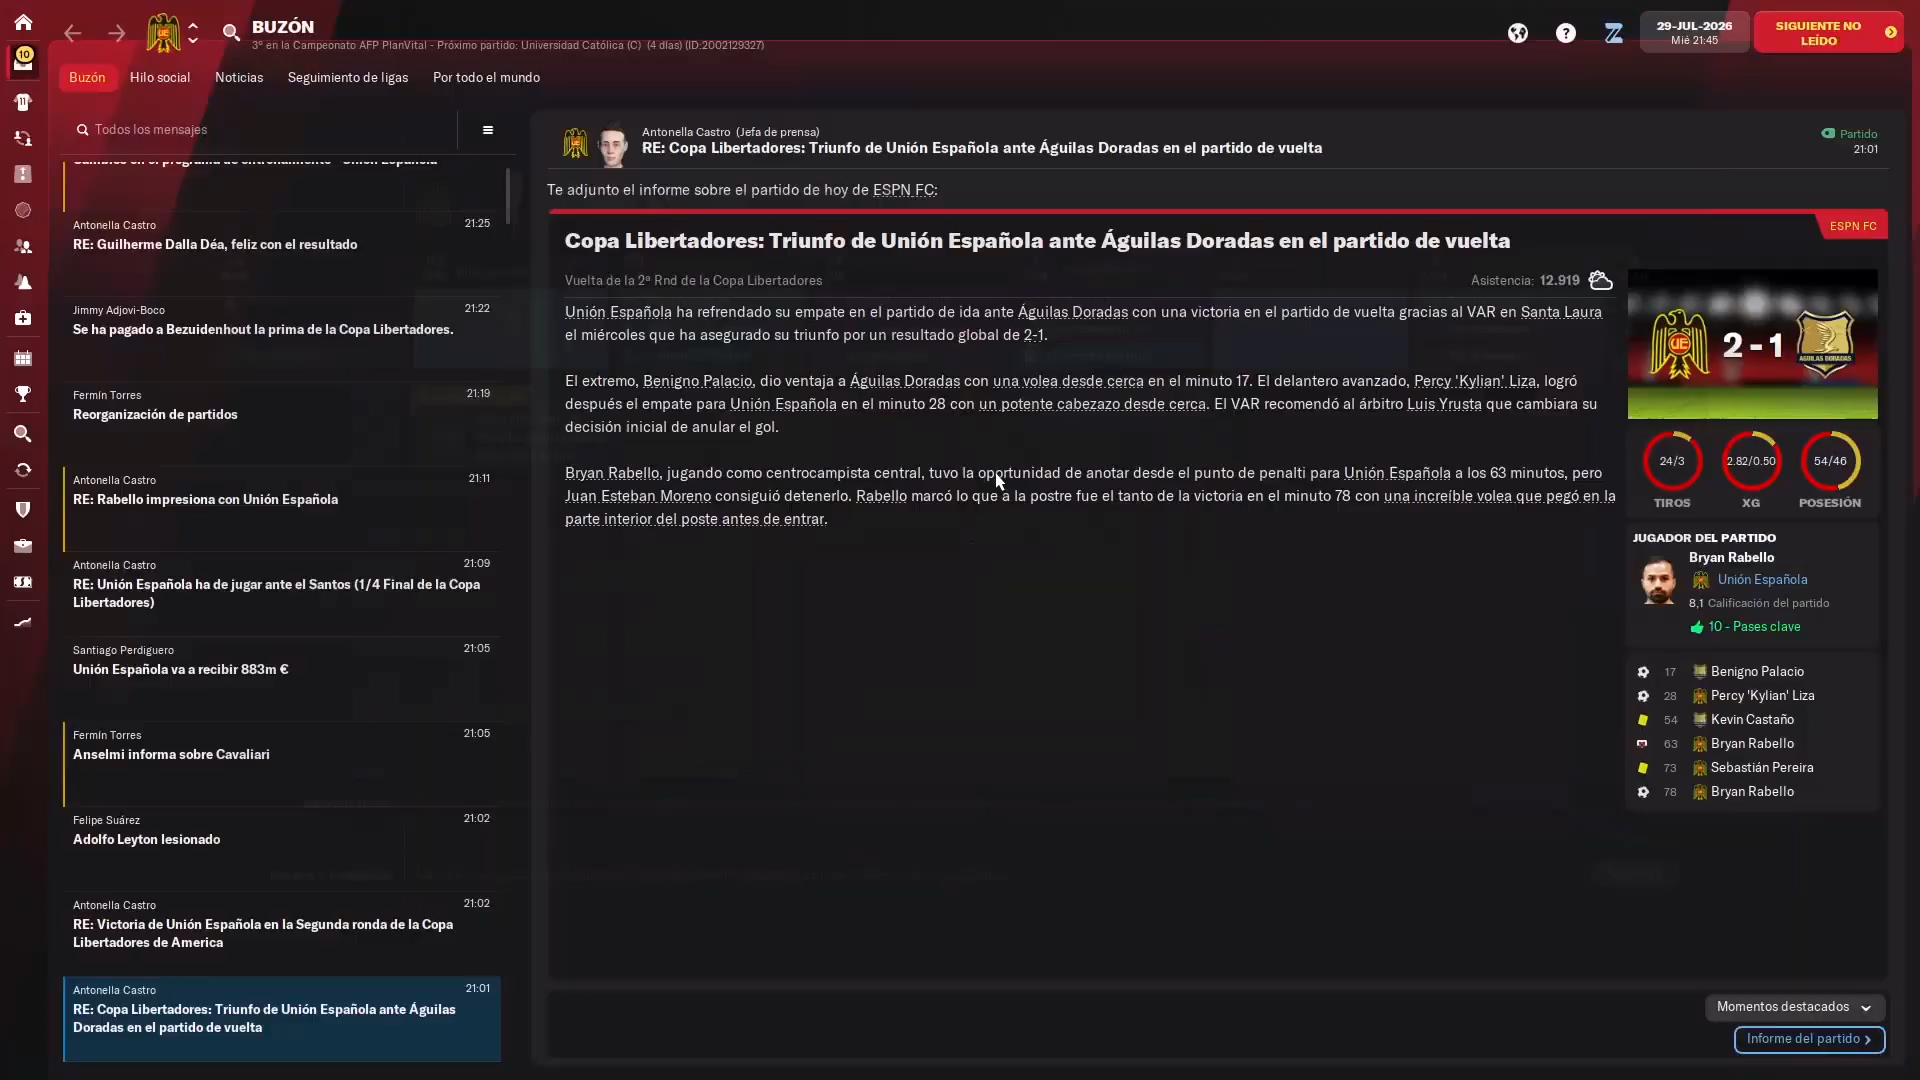 10
BUZÓN
3º en la Campeonato AFP PlanVital - Próximo partido: Universidad Católica (C) (4 días) (ID:2002129327)
29-JUL-2026
Mié 21:45
SIGUIENTE NO LEÍDO
Buzón
Hilo social
Noticias
Seguimiento de ligas
Por todo el mundo
Todos los mensajes
Cambios en el programa de entrenamiento - Unión Española
Antonella Castro 21:25
RE: Guilherme Dalla Déa, feliz con el resultado
Jimmy Adjovi-Boco 21:22
Se ha pagado a Bezuidenhout la prima de la Copa Libertadores.
Fermín Torres 21:19
Reorganización de partidos
Antonella Castro 21:11
RE: Rabello impresiona con Unión Española
Antonella Castro 21:09
RE: Unión Española ha de jugar ante el Santos (1/4 Final de la Copa
Libertadores)
Santiago Perdiguero 21:05
Unión Española va a recibir 883m €
Fermín Torres 21:05
Anselmi informa sobre Cavaliari
Felipe Suárez 21:02
Adolfo Leyton lesionado
Antonella Castro 21:02
RE: Victoria de Unión Española en la Segunda ronda de la Copa
Libertadores de America
Antonella Castro 21:01
RE: Copa Libertadores: Triunfo de Unión Española ante Águilas
Doradas en el partido de vuelta
Antonella Castro (Jefa de prensa)
RE: Copa Libertadores: Triunfo de Unión Española ante Águilas Doradas en el partido de vuelta
Partido
21:01
Te adjunto el informe sobre el partido de hoy de ESPN FC:
ESPN FC
Copa Libertadores: Triunfo de Unión Española ante Águilas Doradas en el partido de vuelta
Vuelta de la 2ª Rnd de la Copa Libertadores
Asistencia: 12.919
Unión Española ha refrendado su empate en el partido de ida ante Águilas Doradas con una victoria en el partido de vuelta gracias al VAR en Santa Laura
el miércoles que ha asegurado su triunfo por un resultado global de 2-1.
El extremo, Benigno Palacio, dio ventaja a Águilas Doradas con una volea desde cerca en el minuto 17. El delantero avanzado, Percy 'Kylian' Liza, logró
después el empate para Unión Española en el minuto 28 con un potente cabezazo desde cerca. El VAR recomendó al árbitro Luis Yrusta que cambiara su
decisión inicial de anular el gol.
Bryan Rabello, jugando como centrocampista central, tuvo la oportunidad de anotar desde el punto de penalti para Unión Española a los 63 minutos, pero
Juan Esteban Moreno consiguió detenerlo. Rabello marcó lo que a la postre fue el tanto de la victoria en el minuto 78 con una increíble volea que pegó en la
parte interior del poste antes de entrar.
UE
2 - 1
AGUILAS DORADAS
24/3
2.82/0.50
54/46
TIROS
XG
POSESIÓN
JUGADOR DEL PARTIDO
Bryan Rabello
Unión Española
8,1 Calificación del partido
10 - Pases clave
17 Benigno Palacio
28 Percy 'Kylian' Liza
54 Kevin Castaño
63 Bryan Rabello
73 Sebastián Pereira
78 Bryan Rabello
Momentos destacados
Informe del partido